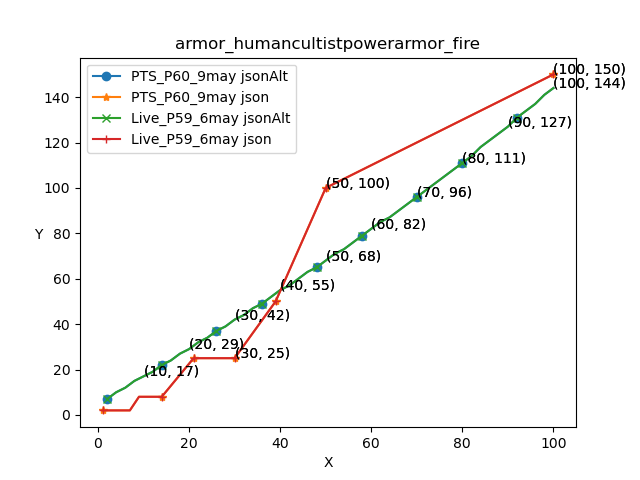 armor_humancultistpowerarmor_fire
PTS_P60_9may jsonAlt
PTS_P60_9may json
Live_P59_6may jsonAlt
Live_P59_6may json
(100, 150)
(100, 144)
(90, 127)
(80, 111)
(50, 100)
(70, 96)
(60, 82)
(50, 68)
(40, 55)
(30, 42)
(20, 29)
(30, 25)
(10, 17)
140
120
100
80
60
40
20
0
Y
0 20 40 60 80 100
X